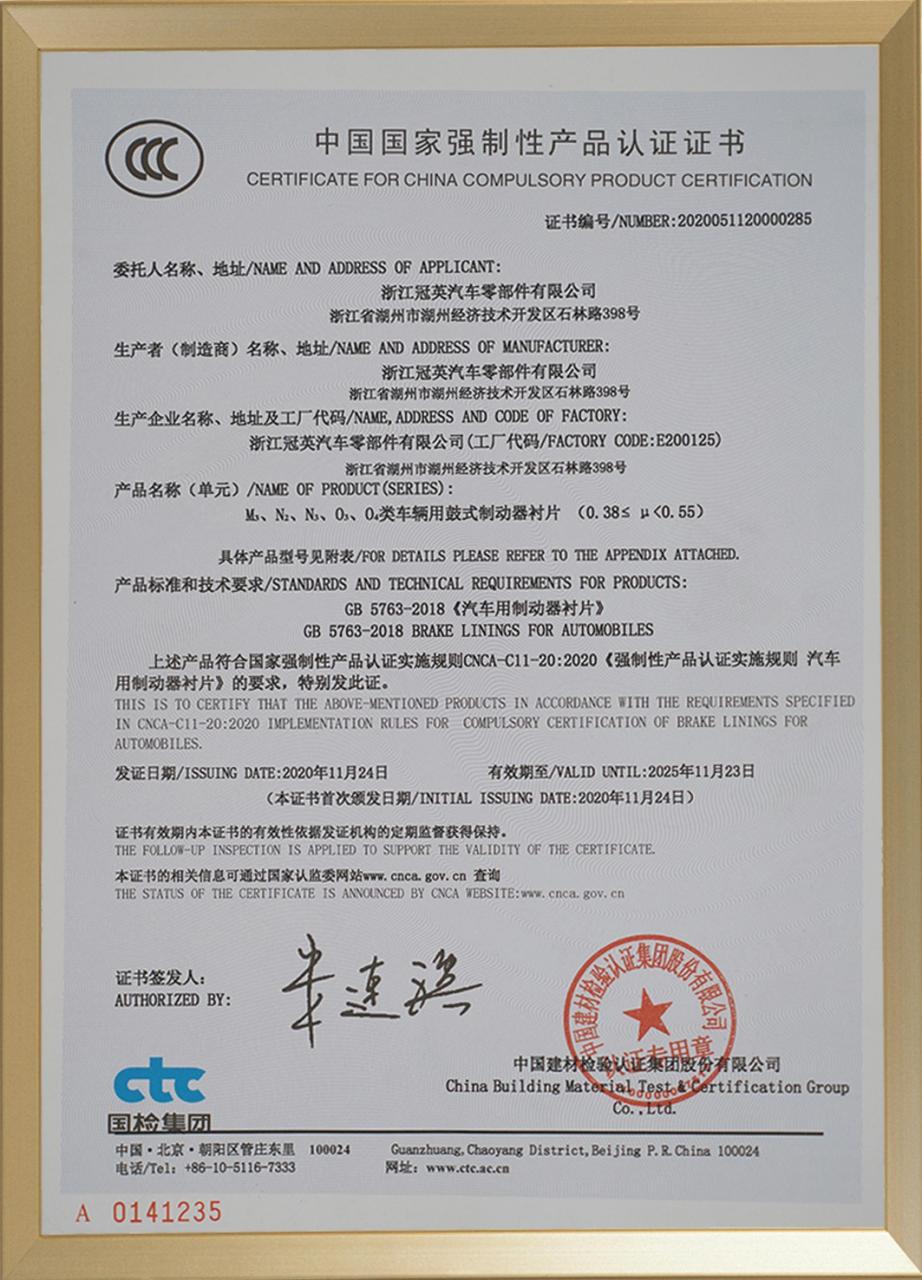 中国国家强制性产品认证证书
CERTIFICATE FOR CHINA COMPULSORY PRODUCT CERTIFICATION
证书编号/NUMBER:2020051120000285
委托人名称、地址/NAME AND ADDRESS OF APPLICANT:
浙江冠英汽车零部件有限公司
浙江省湖州市湖州经济技术开发区石林路398号
生产者（制造商）名称、地址/NAME AND ADDRESS OF MANUFACTURER:
浙江冠英汽车零部件有限公司
浙江省湖州市湖州经济技术开发区石林路398号
生产企业名称、地址及工厂代码/NAME,ADDRESS AND CODE OF FACTORY:
浙江冠英汽车零部件有限公司(工厂代码/FACTORY CODE:E200125)
浙江省湖州市湖州经济技术开发区石林路398号
产品名称（单元）/NAME OF PRODUCT(SERIES):
M₃、N₂、N₃、O₃、O₄类车辆用鼓式制动器衬片 （0.38≤ μ<0.55）
具体产品型号见附表/FOR DETAILS PLEASE REFER TO THE APPENDIX ATTACHED.
产品标准和技术要求/STANDARDS AND TECHNICAL REQUIREMENTS FOR PRODUCTS:
GB 5763-2018《汽车用制动器衬片》
GB 5763-2018 BRAKE LININGS FOR AUTOMOBILES
上述产品符合国家强制性产品认证实施规则CNCA-C11-20:2020《强制性产品认证实施规则 汽车
用制动器衬片》的要求，特别发此证。
THIS IS TO CERTIFY THAT THE ABOVE-MENTIONED PRODUCTS IN ACCORDANCE WITH THE REQUIREMENTS SPECIFIED
IN CNCA-C11-20:2020 IMPLEMENTATION RULES FOR COMPULSORY CERTIFICATION OF BRAKE LININGS FOR
AUTOMOBILES.
发证日期/ISSUING DATE:2020年11月24日 有效期至/VALID UNTIL:2025年11月23日
（本证书首次颁发日期/INITIAL ISSUING DATE:2020年11月24日）
证书有效期内本证书的有效性依据发证机构的定期监督获得保持。
THE FOLLOW-UP INSPECTION IS APPLIED TO SUPPORT THE VALIDITY OF THE CERTIFICATE.
本证书的相关信息可通过国家认监委网站www.cnca.gov.cn 查询
THE STATUS OF THE CERTIFICATE IS ANNOUNCED BY CNCA WEBSITE:www.cnca.gov.cn
证书签发人:
AUTHORIZED BY:
中国建材检验认证集团股份有限公司
认证专用章
中国建材检验认证集团股份有限公司
China Building Material Test & Certification Group
Co.,Ltd.
ctc
国检集团
中国·北京·朝阳区管庄东里 100024 Guanzhuang,Chaoyang District,Beijing P.R.China 100024
电话/Tel: +86-10-5116-7333 网址: www.ctc.ac.cn
A 0141235